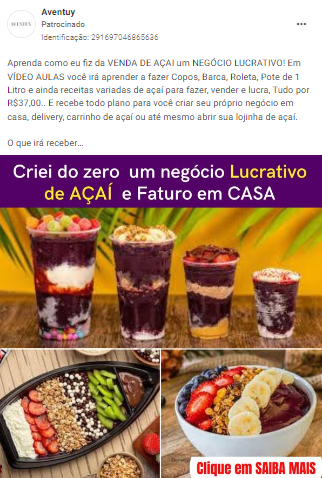 Aventuy
Patrocinado
Identificação: 291697046865636
Aprenda como eu fiz da VENDA DE AÇAI um NEGÓCIO LUCRATIVO! Em
VÍDEO AULAS você irá aprender a fazer Copos, Barca, Roleta, Pote de 1
Litro e ainda receitas variadas de açaí para fazer, vender e lucra, Tudo por
R$37,00.. E recebe todo plano para você criar seu próprio negócio em
casa, delivery, carrinho de açaí ou até mesmo abrir sua lojinha de açaí.
O que irá receber…
Criei do zero um negócio Lucrativo
de AÇAÍ e Faturo em CASA
Clique em SAIBA MAIS